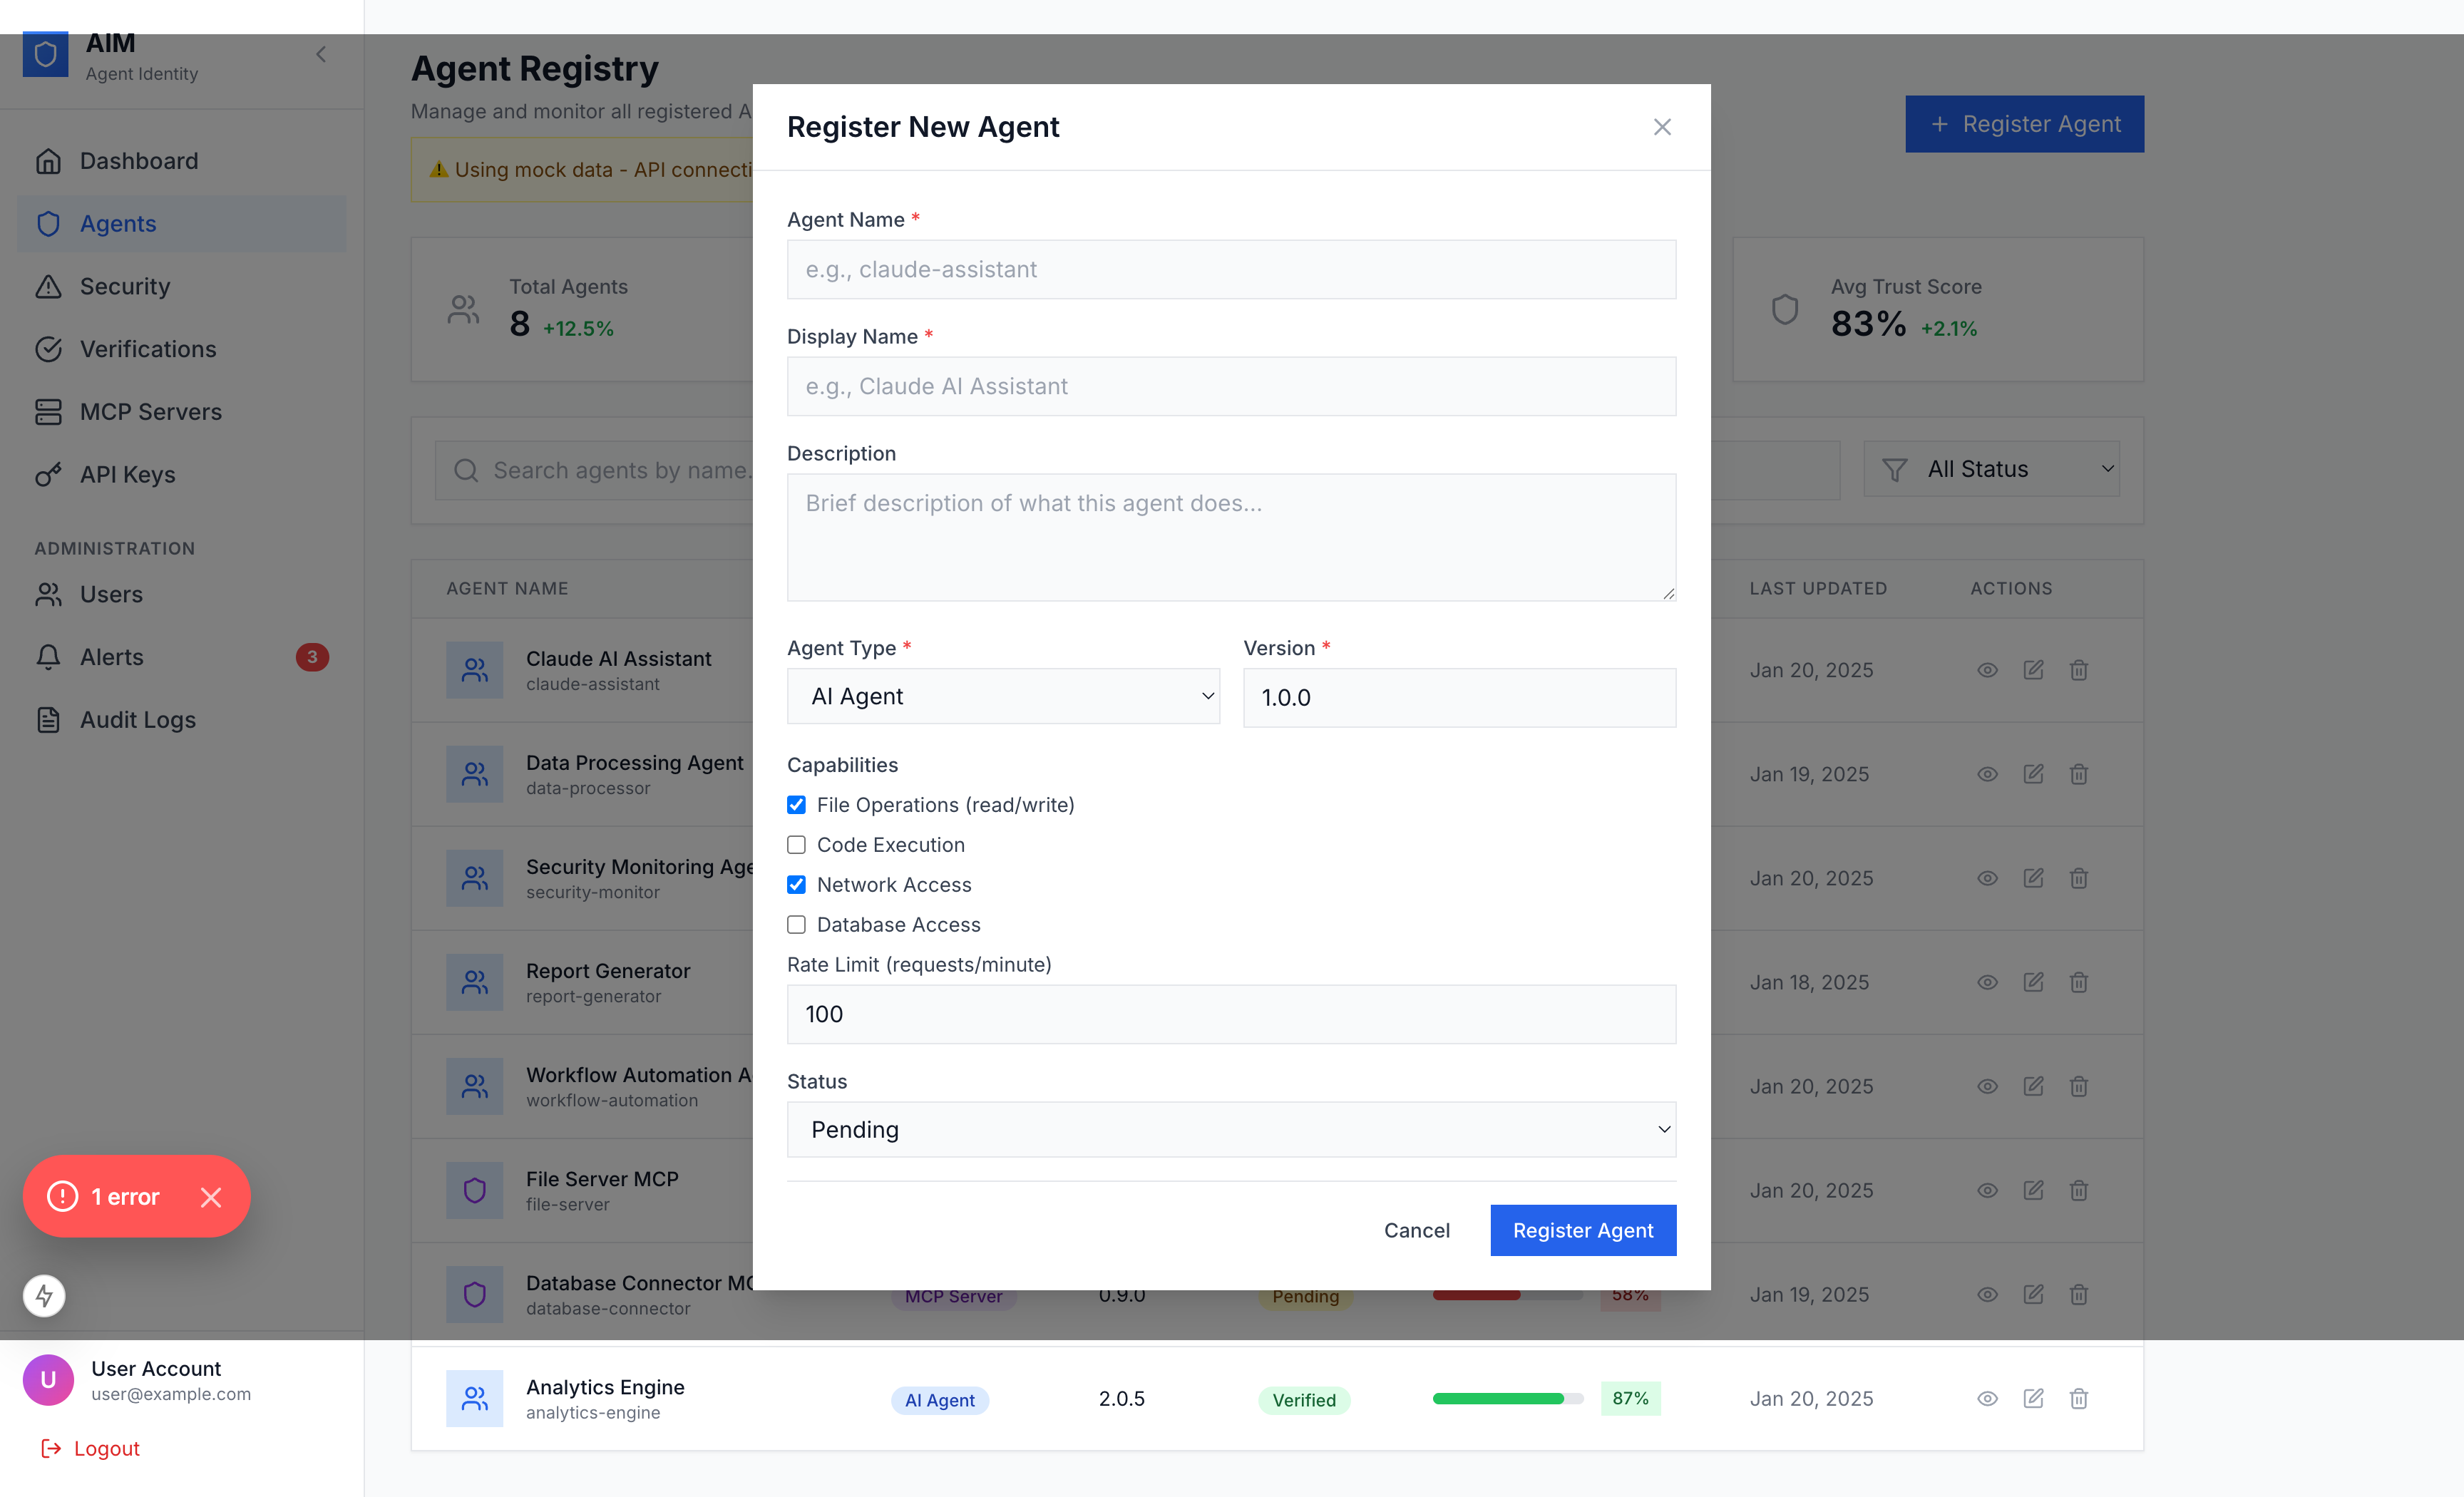 AIM
Agent Identity
Dashboard
Agents
Security
Verifications
MCP Servers
API Keys
ADMINISTRATION
Users
Alerts
3
Audit Logs
1 error
U
User Account
user@example.com
Logout
Agent Registry
Manage and monitor all registered A
+ Register Agent
Using mock data - API connecti
Total Agents
8 +12.5%
Avg Trust Score
83% +2.1%
Search agents by name.
All Status
AGENT NAME
LAST UPDATED
ACTIONS
Claude AI Assistant
claude-assistant
Jan 20, 2025
Data Processing Agent
data-processor
Jan 19, 2025
Security Monitoring Age
security-monitor
Jan 20, 2025
Report Generator
report-generator
Jan 18, 2025
Workflow Automation A
workflow-automation
Jan 20, 2025
File Server MCP
file-server
Jan 20, 2025
Database Connector MC
database-connector
MCP Server
0.9.0
Pending
58%
Jan 19, 2025
Analytics Engine
analytics-engine
AI Agent
2.0.5
Verified
87%
Jan 20, 2025
Register New Agent
Agent Name *
e.g., claude-assistant
Display Name *
e.g., Claude AI Assistant
Description
Brief description of what this agent does...
Agent Type *
AI Agent
Version *
1.0.0
Capabilities
File Operations (read/write)
Code Execution
Network Access
Database Access
Rate Limit (requests/minute)
100
Status
Pending
Cancel
Register Agent